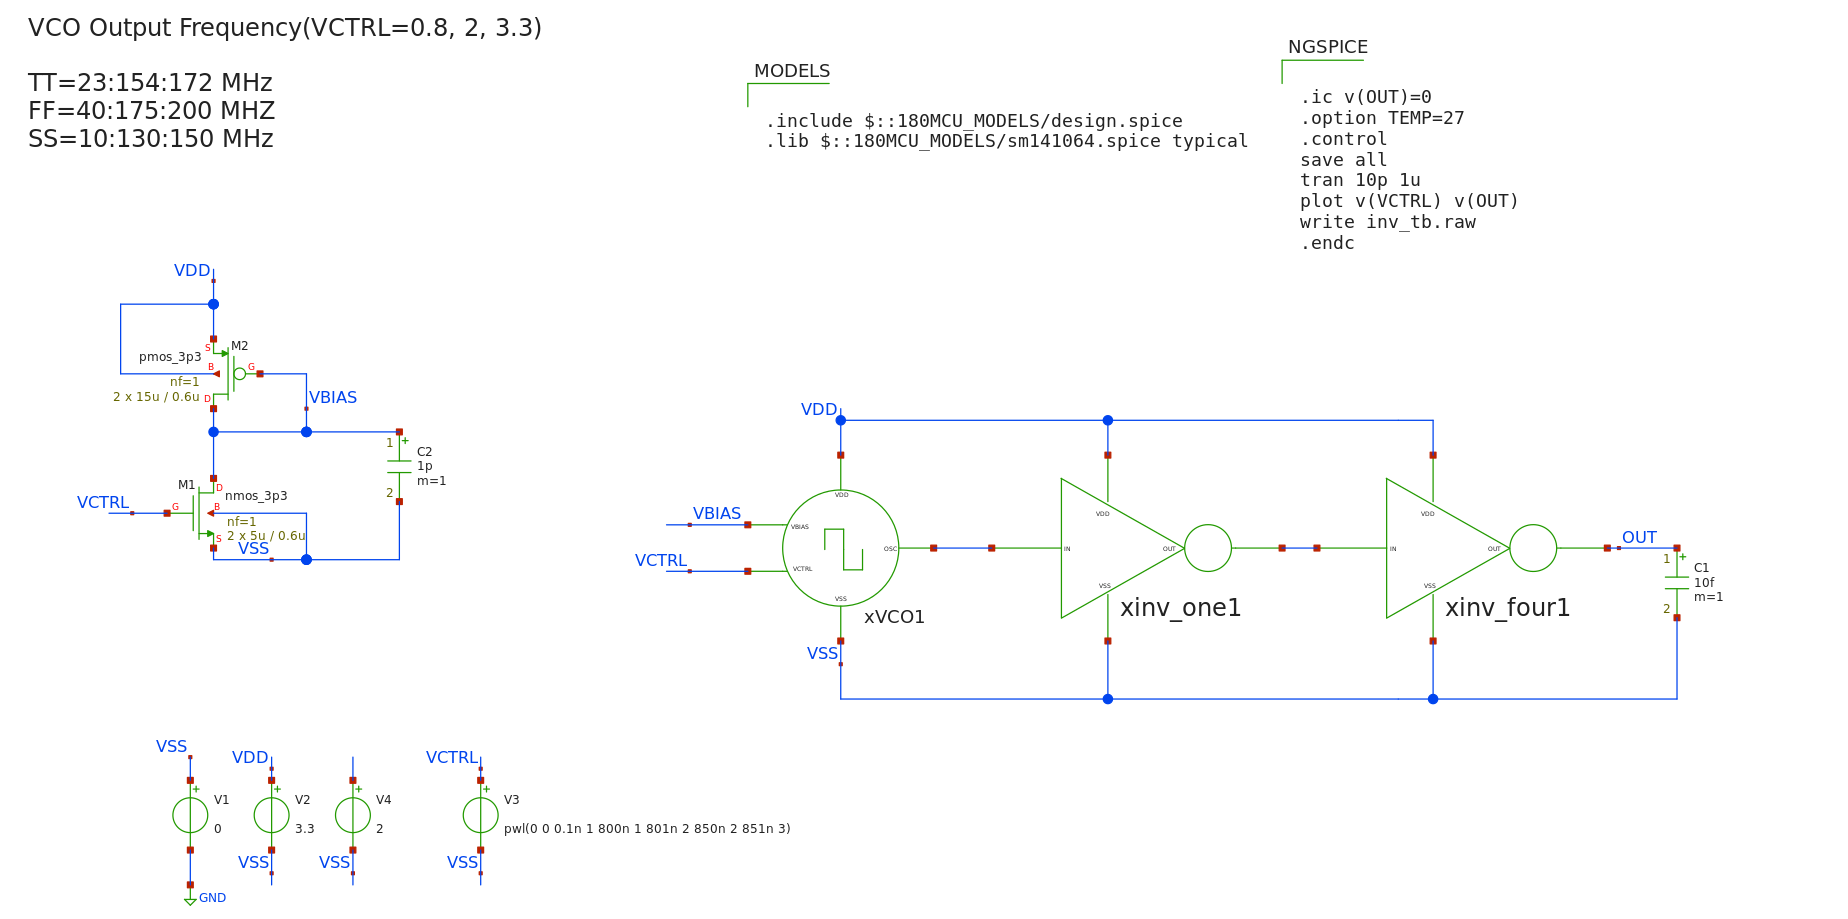 VCO Output Frequency(VCTRL=0.8, 2, 3.3)
TT=23:154:172 MHz
FF=40:175:200 MHZ
SS=10:130:150 MHz
MODELS
.include $::180MCU_MODELS/design.spice
.lib $::180MCU_MODELS/sm141064.spice typical
NGSPICE
.ic v(OUT)=0
.option TEMP=27
.control
save all
tran 10p 1u
plot v(VCTRL) v(OUT)
write inv_tb.raw
.endc
VDD
S
M2
pmos_3p3
B
G
nf=1
2 x 15u / 0.6u
D
VBIAS
1
+
C2
1p
m=1
2
M1
D
nmos_3p3
VCTRL
G
B
nf=1
2 x 5u / 0.6u
S
VSS
VDD
VDD
VBIAS
VBIAS
OSC
VCTRL
VCTRL
VSS
xVCO1
VSS
VDD
IN
OUT
VSS
xinv_one1
VDD
IN
OUT
VSS
xinv_four1
OUT
1
+
C1
10f
m=1
2
VSS
+
V1
0
GND
VDD
+
V2
3.3
VSS
+
V4
2
VSS
VCTRL
+
V3
pwl(0 0 0.1n 1 800n 1 801n 2 850n 2 851n 3)
VSS